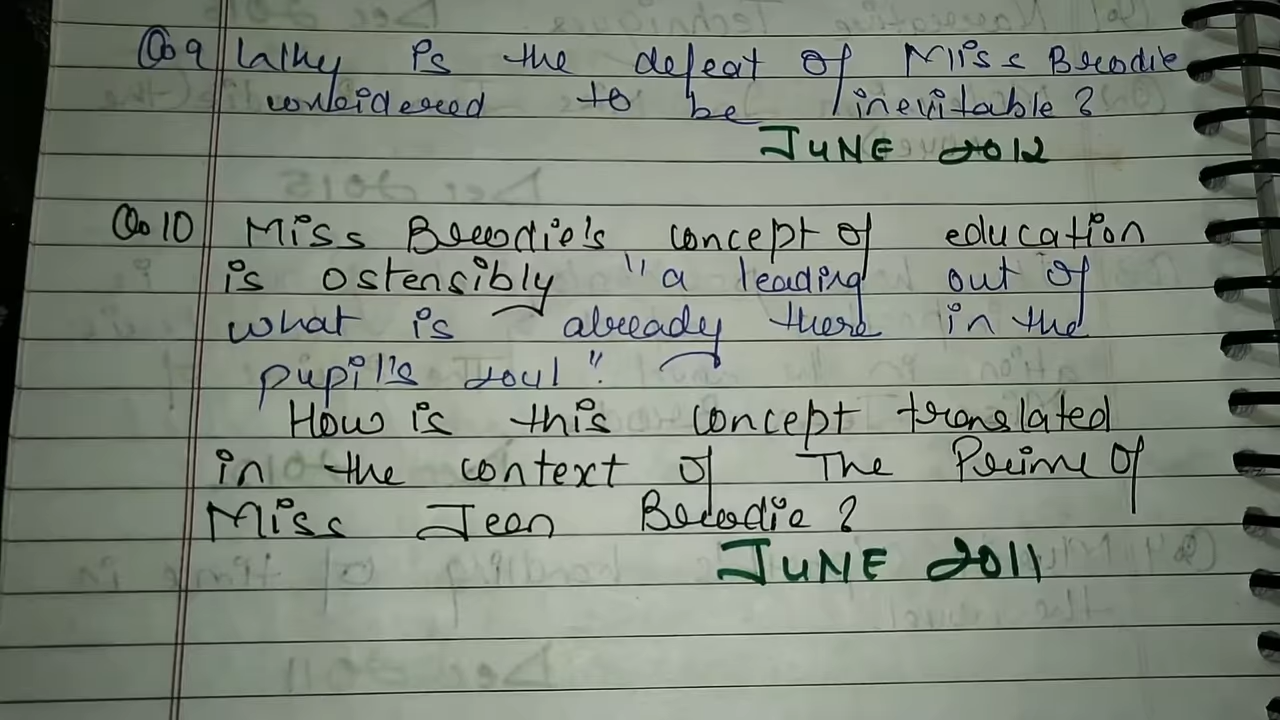 Q.9 Why is the defeat of Miss Brodie
considered to be inevitable?
JUNE 2012
Q.10 Miss Brodie's concept of education
is ostensibly "a leading out of
what is already there in the
pupil's soul".
How is this concept translated
in the context of The Prime of
Miss Jean Brodie?
JUNE 2011